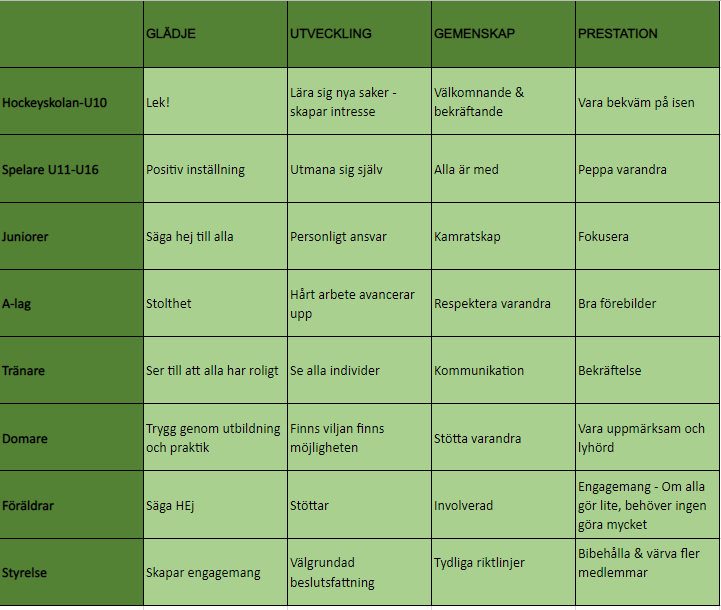 GLÄDJE UTVECKLING GEMENSKAP PRESTATION
Hockeyskolan-U10 Lek! Lära sig nya saker - skapar intresse Välkomnande & bekräftande Vara bekväm på isen
Spelare U11-U16 Positiv inställning Utmana sig själv Alla är med Peppa varandra
Juniorer Säga hej till alla Personligt ansvar Kamratskap Fokusera
A-lag Stolthet Hårt arbete avancerar upp Respektera varandra Bra förebilder
Tränare Ser till att alla har roligt Se alla individer Kommunikation Bekräftelse
Domare Trygg genom utbildning och praktik Finns viljan finns möjligheten Stötta varandra Vara uppmärksam och lyhörd
Föräldrar Säga HEj Stöttar Involverad Engagemang - Om alla gör lite, behöver ingen göra mycket
Styrelse Skapar engagemang Välgrundad beslutsfattning Tydliga riktlinjer Bibehålla & värva fler medlemmar